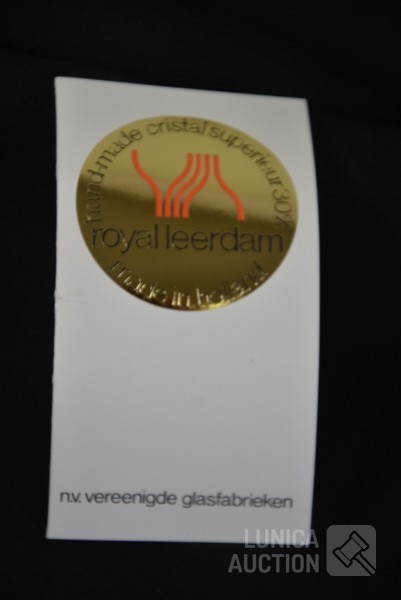 hand-made cristal superieur 30%
royal leerdam
made in holland
n.v. vereenigde glasfabrieken
LUNICA
AUCTION